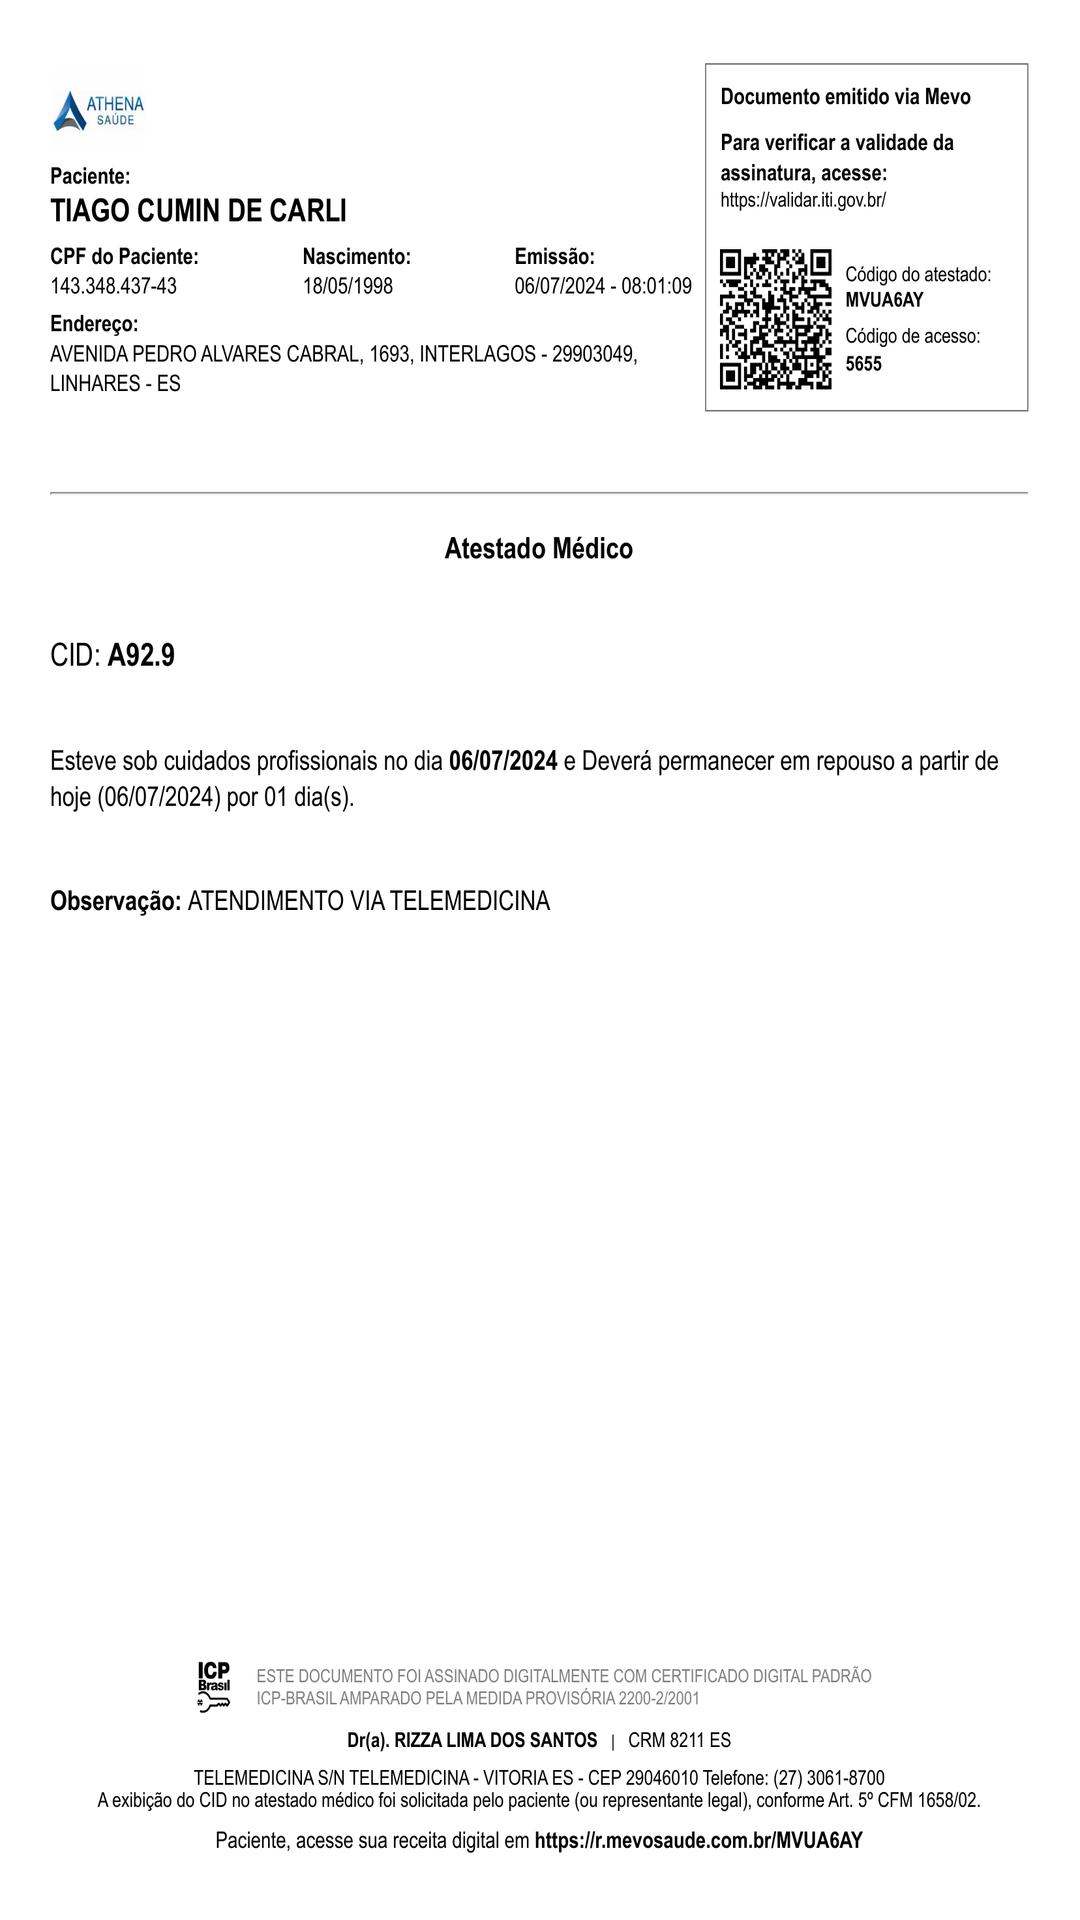 ATHENA
SAÚDE
Documento emitido via Mevo
Para verificar a validade da
assinatura, acesse:
https://validar.iti.gov.br/
Código do atestado:
MVUA6AY
Código de acesso:
5655
Paciente:
TIAGO CUMIN DE CARLI
CPF do Paciente: Nascimento: Emissão:
143.348.437-43 18/05/1998 06/07/2024 - 08:01:09
Endereço:
AVENIDA PEDRO ALVARES CABRAL, 1693, INTERLAGOS - 29903049,
LINHARES - ES
Atestado Médico
CID: A92.9
Esteve sob cuidados profissionais no dia 06/07/2024 e Deverá permanecer em repouso a partir de
hoje (06/07/2024) por 01 dia(s).
Observação: ATENDIMENTO VIA TELEMEDICINA
ICP
Brasil
ESTE DOCUMENTO FOI ASSINADO DIGITALMENTE COM CERTIFICADO DIGITAL PADRÃO
ICP-BRASIL AMPARADO PELA MEDIDA PROVISÓRIA 2200-2/2001
Dr(a). RIZZA LIMA DOS SANTOS | CRM 8211 ES
TELEMEDICINA S/N TELEMEDICINA - VITORIA ES - CEP 29046010 Telefone: (27) 3061-8700
A exibição do CID no atestado médico foi solicitada pelo paciente (ou representante legal), conforme Art. 5º CFM 1658/02.
Paciente, acesse sua receita digital em https://r.mevosaude.com.br/MVUA6AY